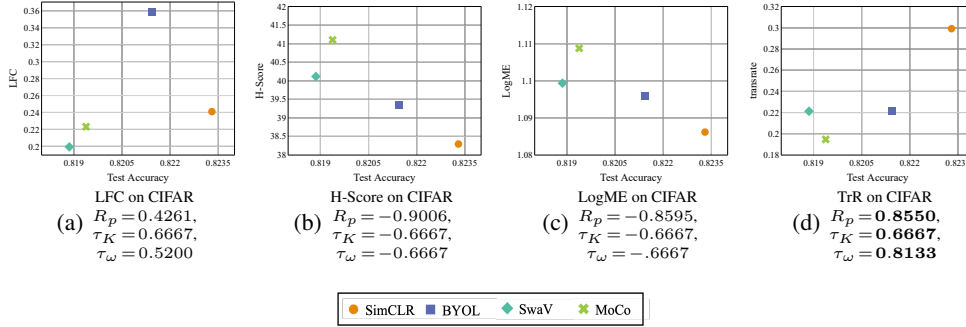 0.36
0.34
0.32
0.3
0.28
0.26
0.24
0.22
0.2
LFC
0.819 0.8205 0.822 0.8235
Test Accuracy
42
41.5
41
40.5
40
39.5
39
38.5
38
H-Score
0.819 0.8205 0.822 0.8235
Test Accuracy
1.12
1.11
1.1
1.09
1.08
LogME
0.819 0.8205 0.822 0.8235
Test Accuracy
0.32
0.3
0.28
0.26
0.24
0.22
0.2
0.18
transrate
0.819 0.8205 0.822 0.8235
Test Accuracy
LFC on CIFAR
(a) R_p = 0.4261,
τ_K = 0.6667,
τ_ω = 0.5200
H-Score on CIFAR
(b) R_p = −0.9006,
τ_K = −0.6667,
τ_ω = −0.6667
LogME on CIFAR
(c) R_p = −0.8595,
τ_K = −0.6667,
τ_ω = −.6667
TrR on CIFAR
(d) R_p = 0.8550,
τ_K = 0.6667,
τ_ω = 0.8133
SimCLR BYOL SwaV MoCo